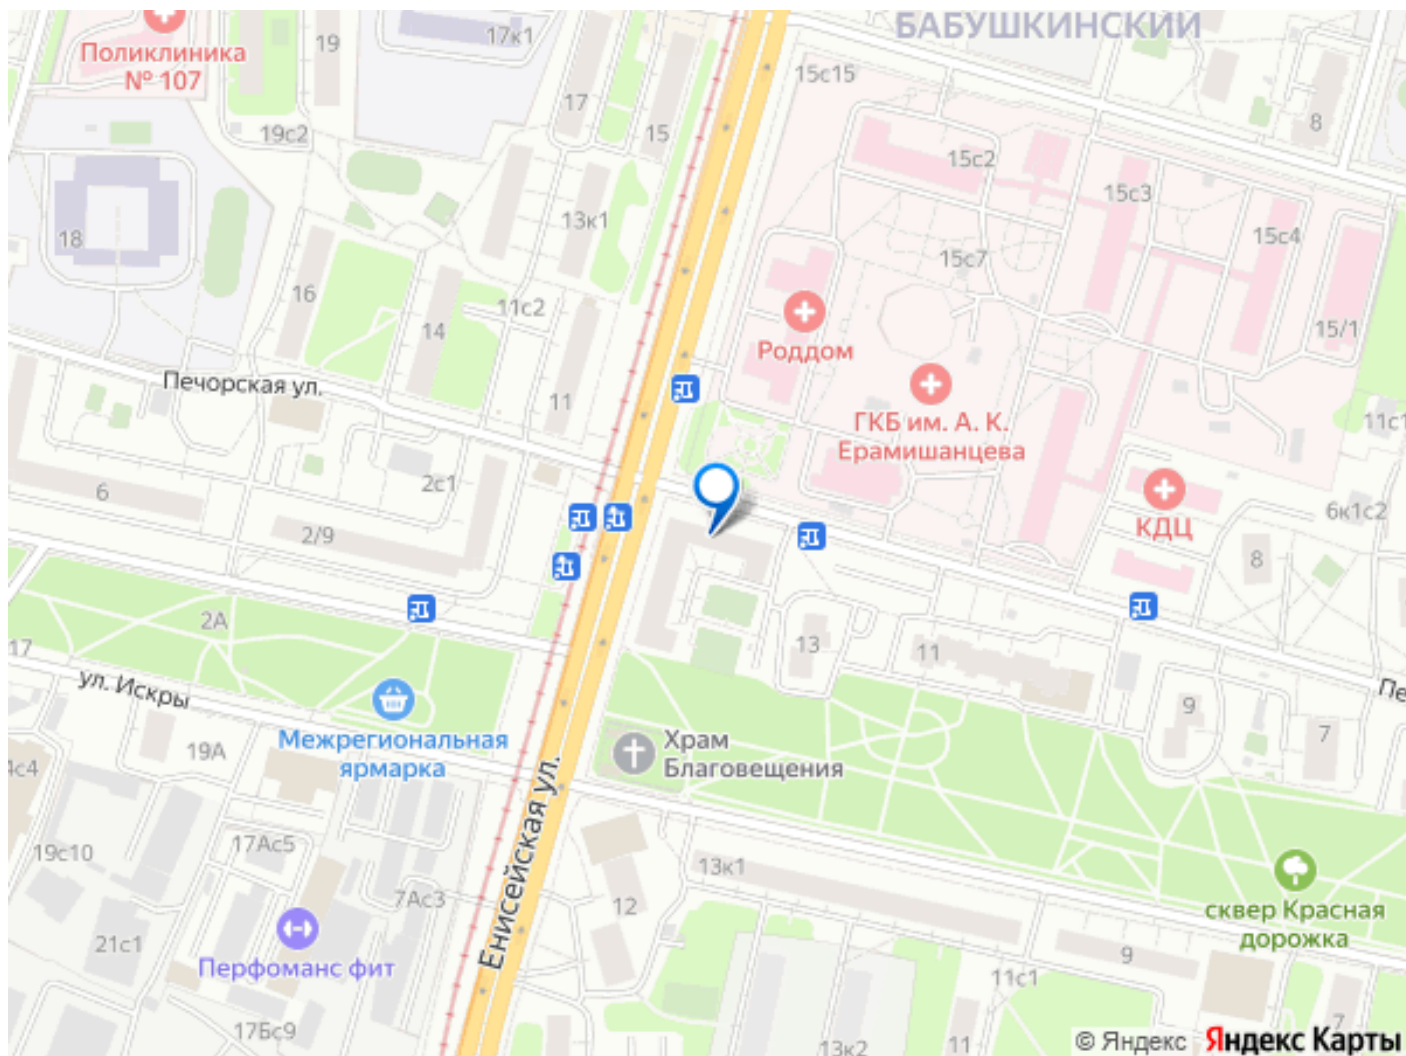 БАБУШКИНСКИЙ
Поликлиника
№ 107
19
17к1
15с15
17
15
19с2
8
15с2
15с3
13к1
18
15с4
15с7
16
11с2
14
15/1
Роддом
Печорская ул.
11
ГКБ им. А. К.
Ерамишанцева
11с1
2с1
6
КДЦ
6к1с2
2/9
8
2А
13
11
17
ул. Искры
Пе
9
7
19А
Межрегиональная
ярмарка
Храм
Благовещения
4с4
Енисейская ул.
17Ас5
19с10
13к1
7Ас3
12
сквер Красная
дорожка
21с1
Перфоманс фит
9
11с1
17Бс9
13к2
11
7
© Яндекс Яндекс Карты